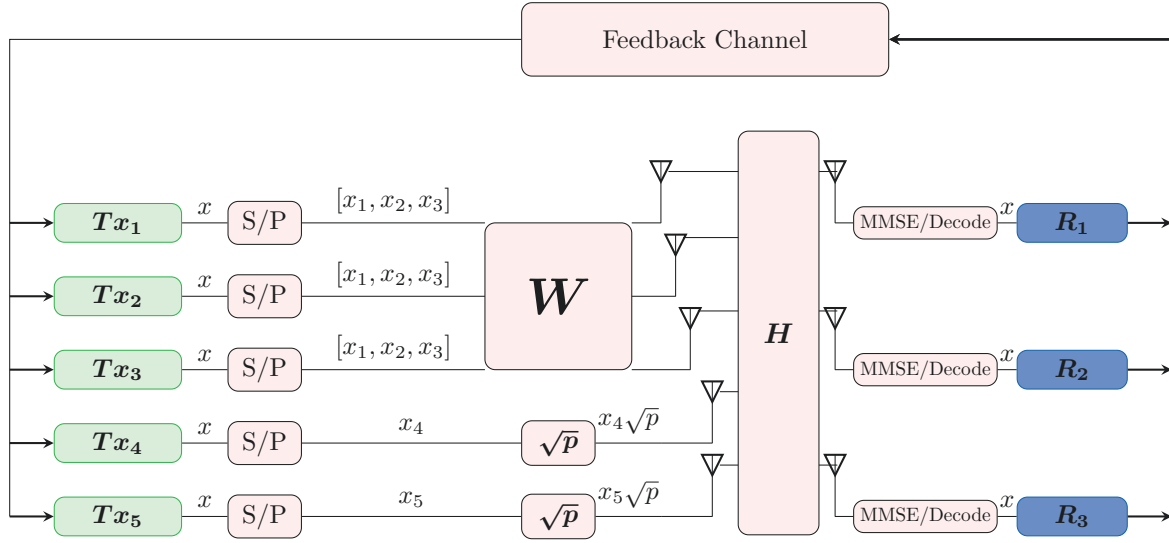 Feedback Channel
Tx₁ x S/P [x₁, x₂, x₃]
Tx₂ x S/P [x₁, x₂, x₃]
Tx₃ x S/P [x₁, x₂, x₃]
Tx₄ x S/P x₄ √p x₄√p
Tx₅ x S/P x₅ √p x₅√p
W
H
MMSE/Decode x R₁
MMSE/Decode x R₂
MMSE/Decode x R₃